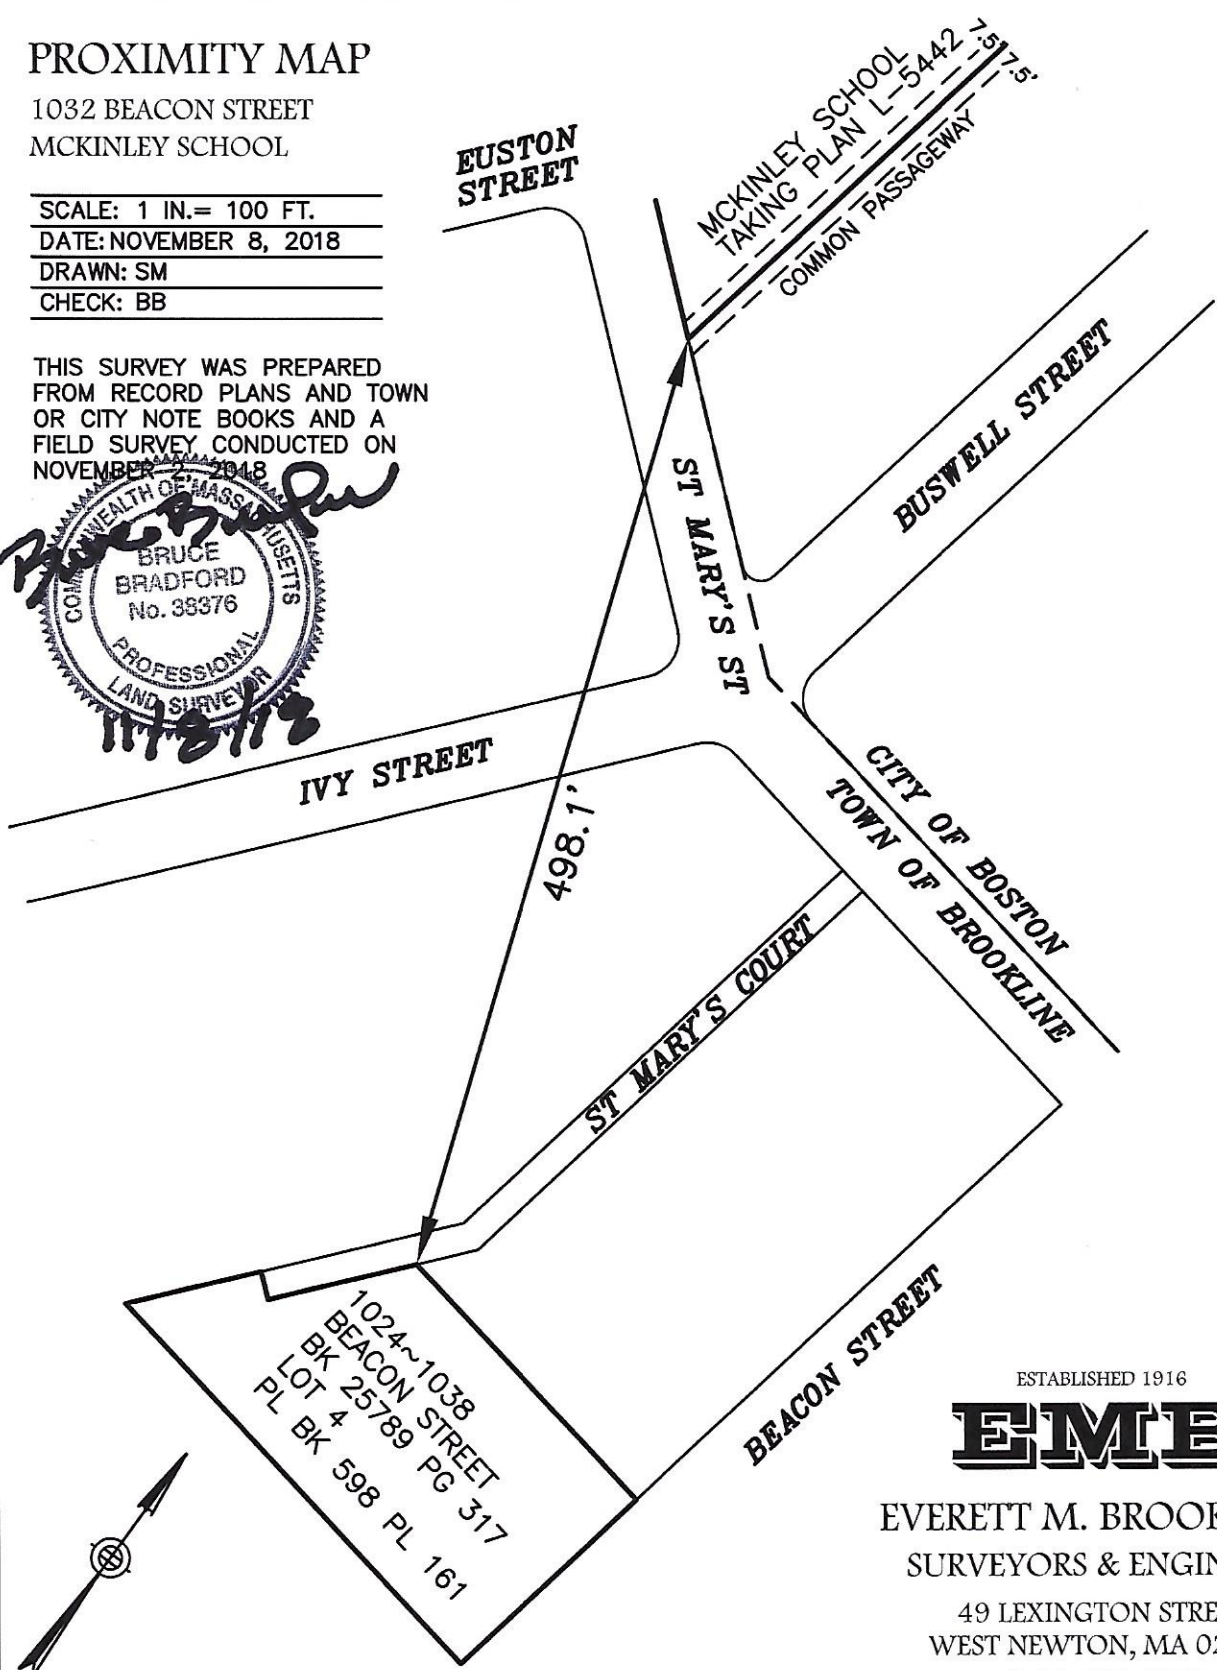 PROXIMITY MAP
1032 BEACON STREET
MCKINLEY SCHOOL
SCALE: 1 IN.= 100 FT.
DATE: NOVEMBER 8, 2018
DRAWN: SM
CHECK: BB
THIS SURVEY WAS PREPARED
FROM RECORD PLANS AND TOWN
OR CITY NOTE BOOKS AND A
FIELD SURVEY CONDUCTED ON
NOVEMBER 2, 2018
COMMONWEALTH OF MASSACHUSETTS
BRUCE
BRADFORD
No. 38376
PROFESSIONAL
LAND SURVEYOR
11/8/18
EUSTON
STREET
MCKINLEY SCHOOL
TAKING PLAN L-5442
7.5'
7.5'
COMMON PASSAGEWAY
BUSWELL STREET
ST MARY'S ST
IVY STREET
498.1'
CITY OF BOSTON
TOWN OF BROOKLINE
ST MARY'S COURT
1024~1038
BEACON STREET
BK 25789 PG 317
LOT 4
PL BK 598 PL 161
BEACON STREET
ESTABLISHED 1916
EVERETT M.
SURVEYORS &
49 LEXINGTON
WEST NEWTON, MA